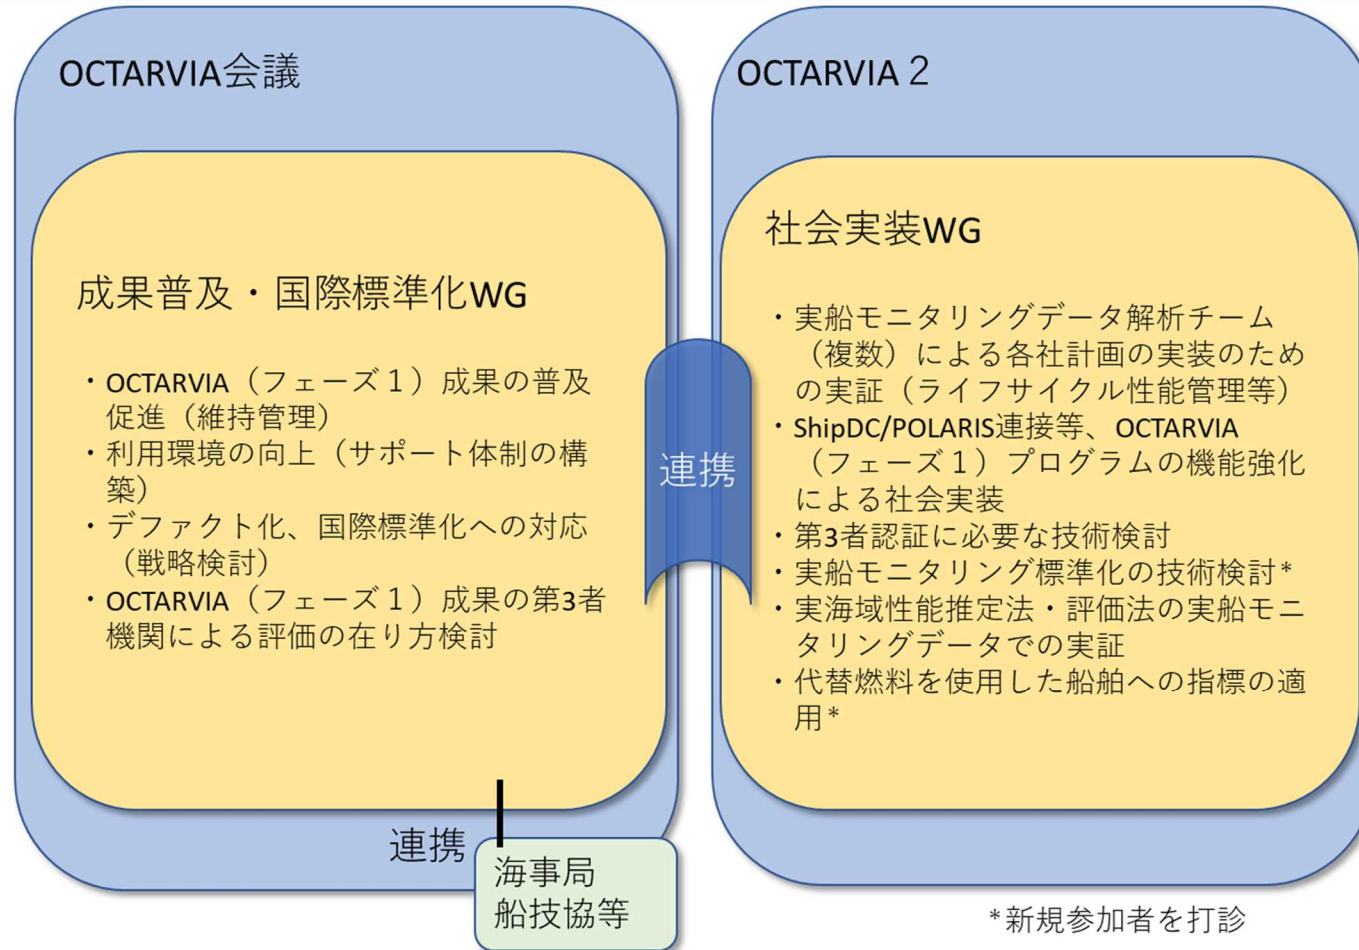 OCTARVIA会議
成果普及・国際標準化WG
・OCTARVIA（フェーズ１）成果の普及
促進（維持管理）
・利用環境の向上（サポート体制の構
築）
・デファクト化、国際標準化への対応
（戦略検討）
・OCTARVIA（フェーズ１）成果の第3者
機関による評価の在り方検討
連携
海事局
船技協等
連携
OCTARVIA２
社会実装WG
・実船モニタリングデータ解析チーム
（複数）による各社計画の実装のため
の実証（ライフサイクル性能管理等）
・ShipDC/POLARIS連接等、OCTARVIA
（フェーズ１）プログラムの機能強化
による社会実装
・第3者認証に必要な技術検討
・実船モニタリング標準化の技術検討*
・実海域性能推定法・評価法の実船モニ
タリングデータでの実証
・代替燃料を使用した船舶への指標の適
用*
*新規参加者を打診